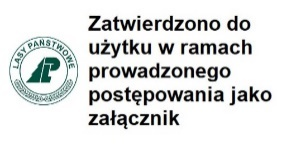 LASY PAŃSTWOWE
Zatwierdzono do
użytku w ramach
prowadzonego
postępowania jako
załącznik